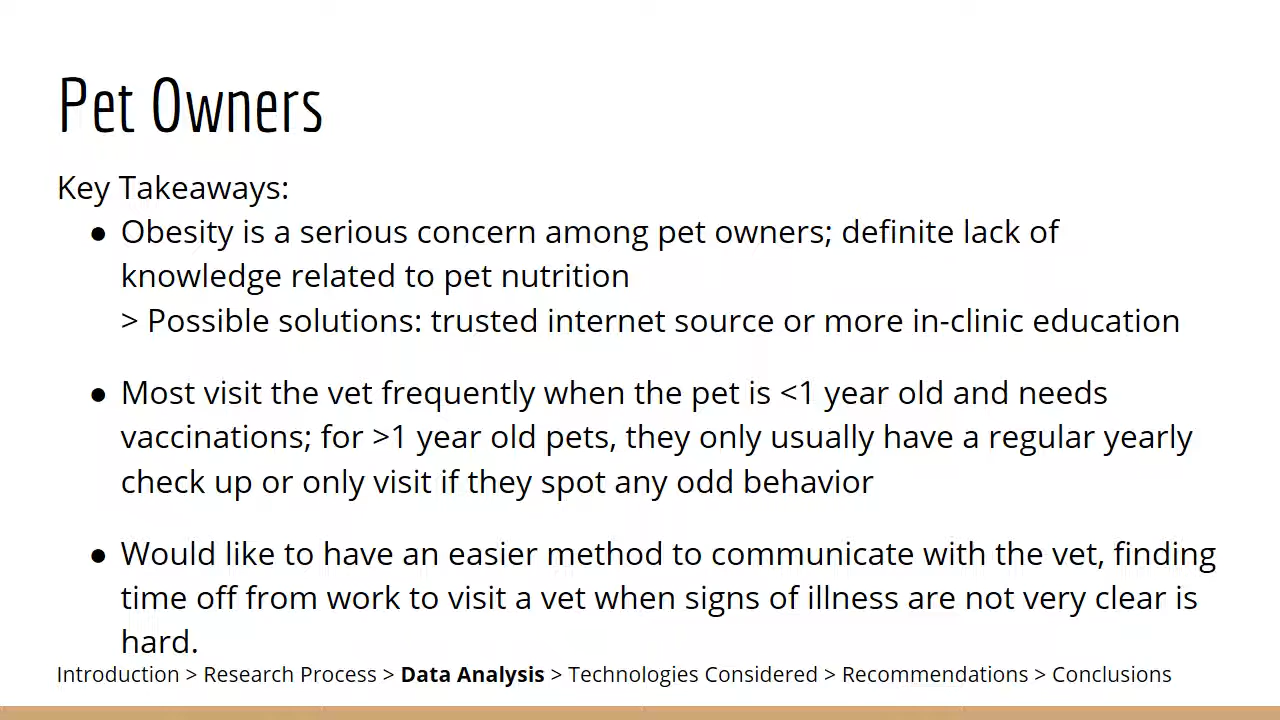 Pet Owners
Key Takeaways:
● Obesity is a serious concern among pet owners; definite lack of
knowledge related to pet nutrition
> Possible solutions: trusted internet source or more in-clinic education
● Most visit the vet frequently when the pet is <1 year old and needs
vaccinations; for >1 year old pets, they only usually have a regular yearly
check up or only visit if they spot any odd behavior
● Would like to have an easier method to communicate with the vet, finding
time off from work to visit a vet when signs of illness are not very clear is
hard.
Introduction > Research Process > Data Analysis > Technologies Considered > Recommendations > Conclusions